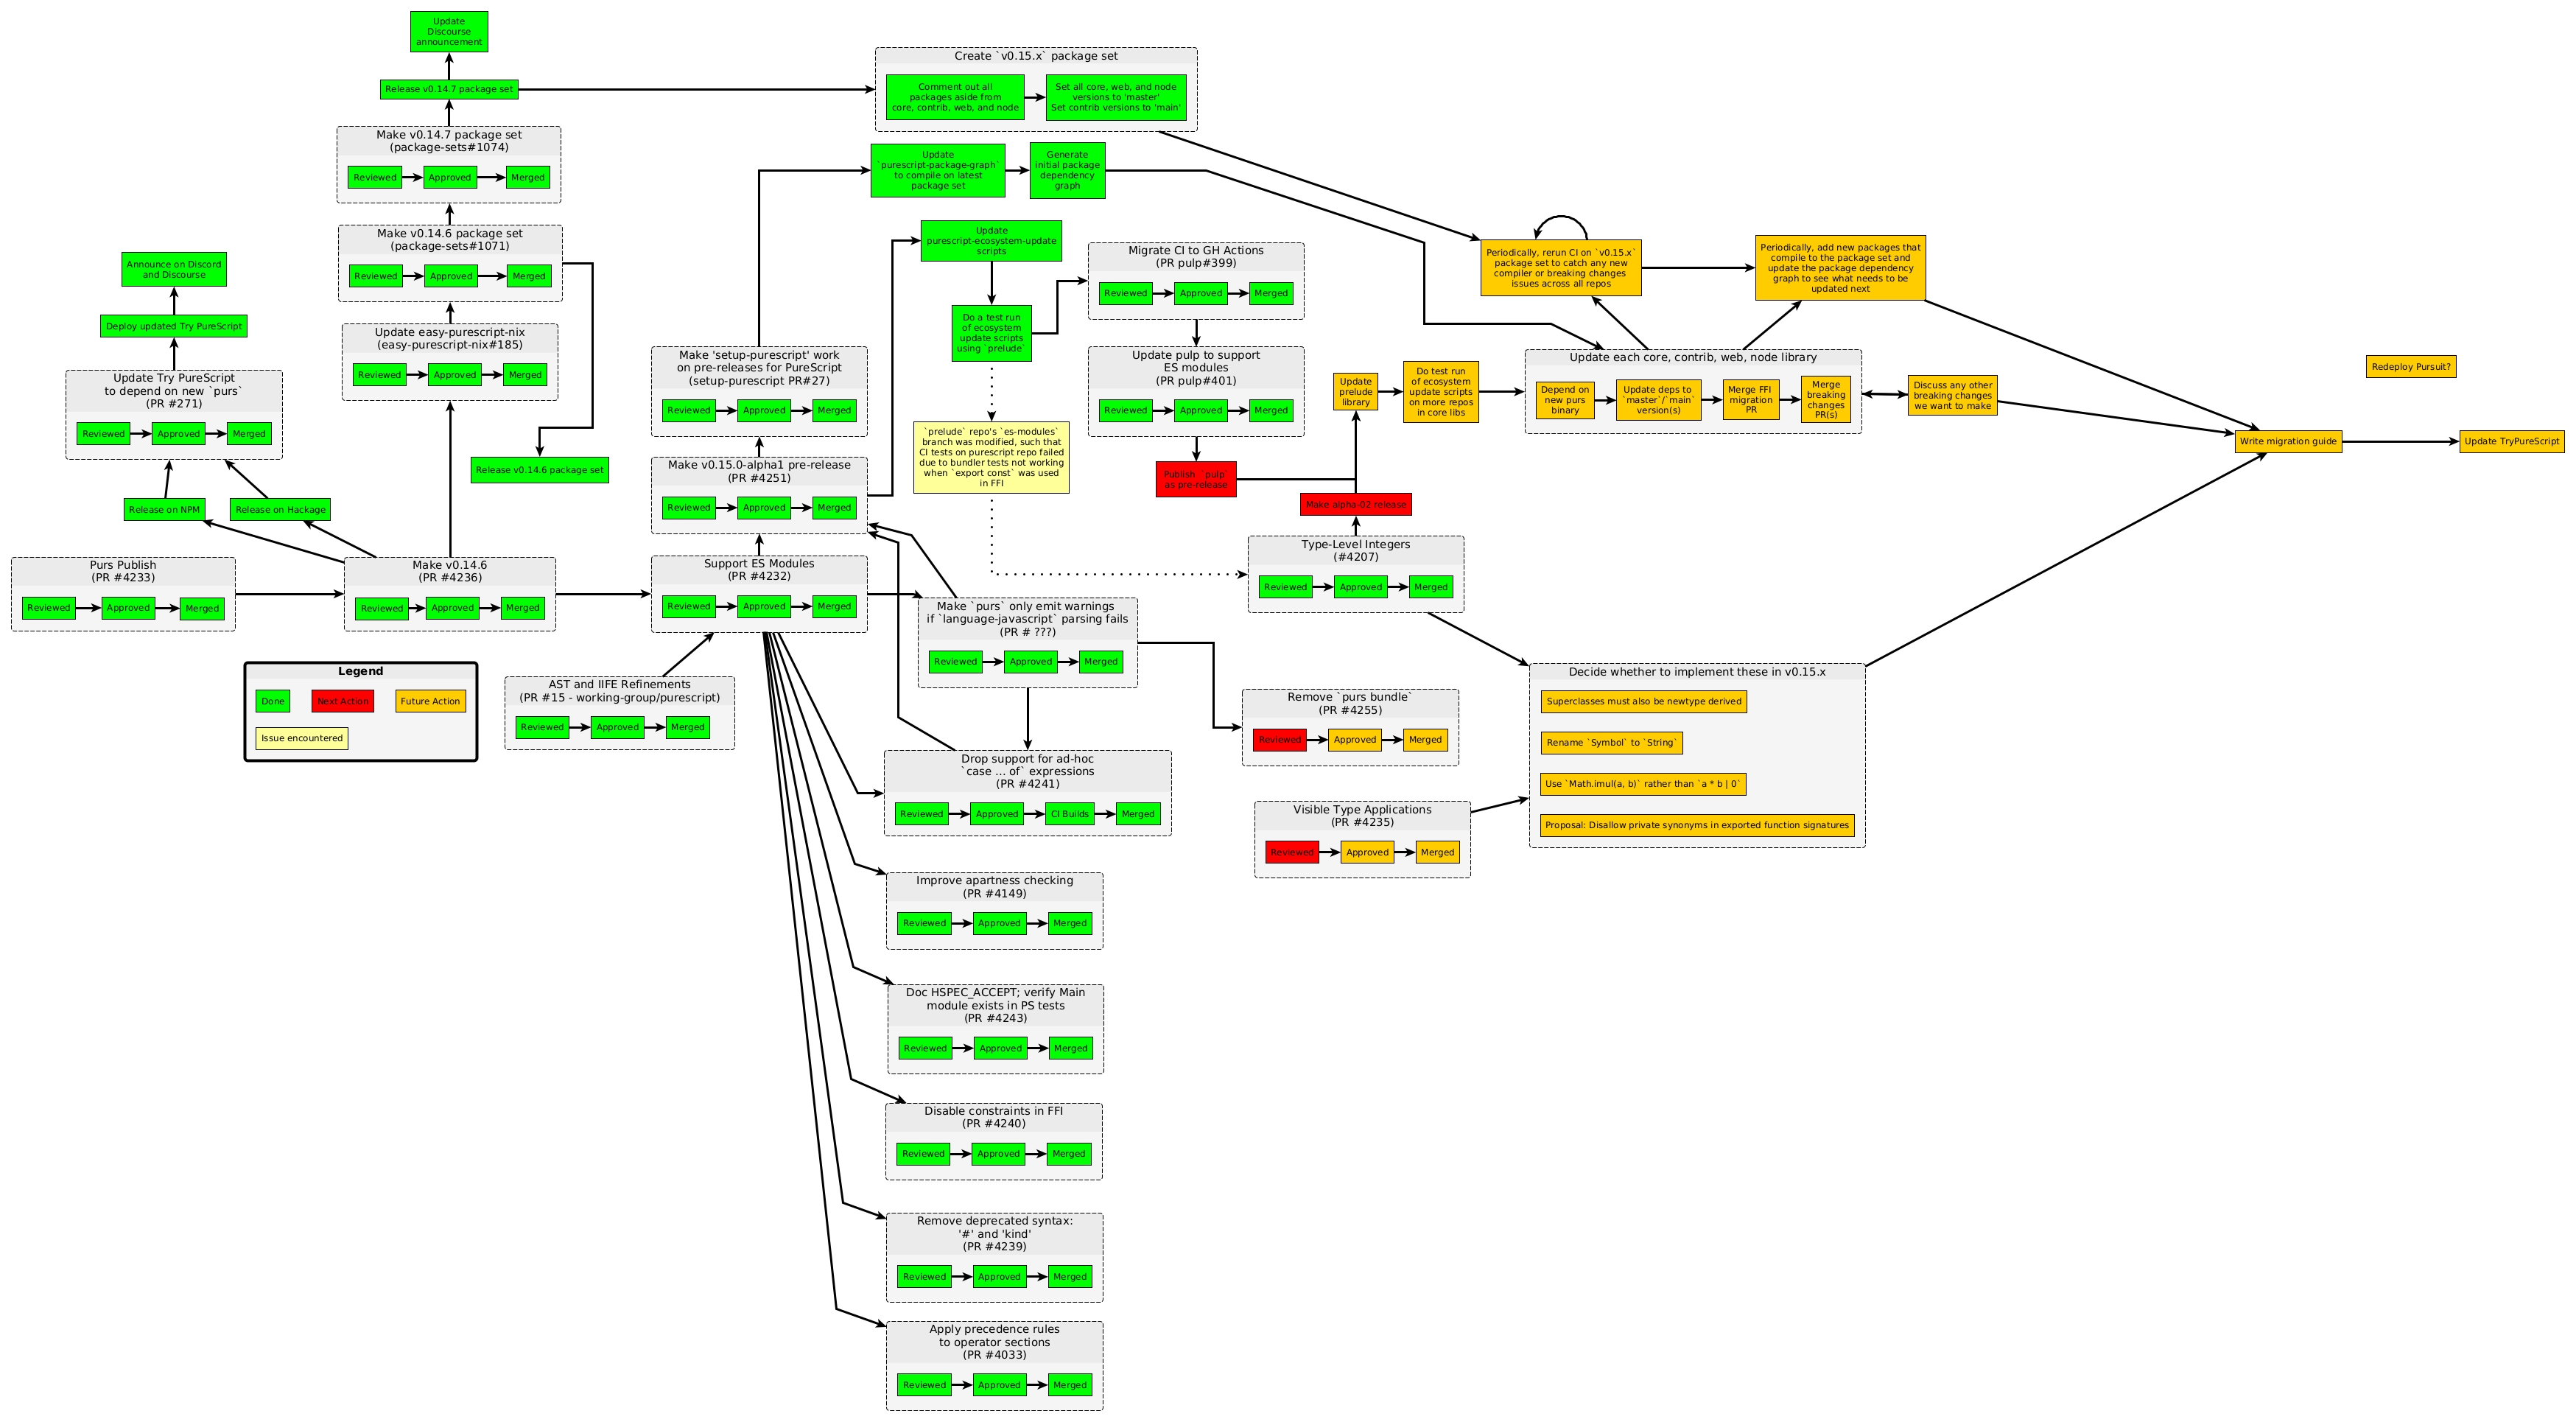 Update
Discourse
announcement
Release v0.14.7 package set
Make v0.14.7 package set
(package-sets#1074)
Reviewed
Approved
Merged
Make v0.14.6 package set
(package-sets#1071)
Reviewed
Approved
Merged
Update easy-purescript-nix
(easy-purescript-nix#185)
Reviewed
Approved
Merged
Release v0.14.6 package set
Announce on Discord
and Discourse
Deploy updated Try PureScript
Update Try PureScript
to depend on new `purs`
(PR #271)
Reviewed
Approved
Merged
Release on NPM
Release on Hackage
Purs Publish
(PR #4233)
Reviewed
Approved
Merged
Make v0.14.6
(PR #4236)
Reviewed
Approved
Merged
Legend
Done
Next Action
Future Action
Issue encountered
Create `v0.15.x` package set
Comment out all
packages aside from
core, contrib, web, and node
Set all core, web, and node
versions to 'master'
Set contrib versions to 'main'
Update
`purescript-package-graph`
to compile on latest
package set
Generate
initial package
dependency
graph
Update
purescript-ecosystem-update
scripts
Do a test run
of ecosystem
update scripts
using `prelude`
`prelude` repo's `es-modules`
branch was modified, such that
CI tests on purescript repo failed
due to bundler tests not working
when `export const` was used
in FFI
Make 'setup-purescript' work
on pre-releases for PureScript
(setup-purescript PR#27)
Reviewed
Approved
Merged
Make v0.15.0-alpha1 pre-release
(PR #4251)
Reviewed
Approved
Merged
Support ES Modules
(PR #4232)
Reviewed
Approved
Merged
AST and IIFE Refinements
(PR #15 - working-group/purescript)
Reviewed
Approved
Merged
Make `purs` only emit warnings
if `language-javascript` parsing fails
(PR # ???)
Reviewed
Approved
Merged
Drop support for ad-hoc
`case ... of` expressions
(PR #4241)
Reviewed
Approved
CI Builds
Merged
Improve apartness checking
(PR #4149)
Reviewed
Approved
Merged
Doc HSPEC_ACCEPT; verify Main
module exists in PS tests
(PR #4243)
Reviewed
Approved
Merged
Disable constraints in FFI
(PR #4240)
Reviewed
Approved
Merged
Remove deprecated syntax:
'#' and 'kind'
(PR #4239)
Reviewed
Approved
Merged
Apply precedence rules
to operator sections
(PR #4033)
Reviewed
Approved
Merged
Migrate CI to GH Actions
(PR pulp#399)
Reviewed
Approved
Merged
Update pulp to support
ES modules
(PR pulp#401)
Reviewed
Approved
Merged
Publish `pulp`
as pre-release
Make alpha-02 release
Type-Level Integers
(#4207)
Reviewed
Approved
Merged
Remove `purs bundle`
(PR #4255)
Reviewed
Approved
Merged
Visible Type Applications
(PR #4235)
Reviewed
Approved
Merged
Update
prelude
library
Do test run
of ecosystem
update scripts
on more repos
in core libs
Periodically, rerun CI on `v0.15.x`
package set to catch any new
compiler or breaking changes
issues across all repos
Periodically, add new packages that
compile to the package set and
update the package dependency
graph to see what needs to be
updated next
Update each core, contrib, web, node library
Depend on
new purs
binary
Update deps to
`master`/`main`
version(s)
Merge FFI
migration
PR
Merge
breaking
changes
PR(s)
Discuss any other
breaking changes
we want to make
Decide whether to implement these in v0.15.x
Superclasses must also be newtype derived
Rename `Symbol` to `String`
Use `Math.imul(a, b)` rather than `a * b | 0`
Proposal: Disallow private synonyms in exported function signatures
Redeploy Pursuit?
Write migration guide
Update TryPureScript